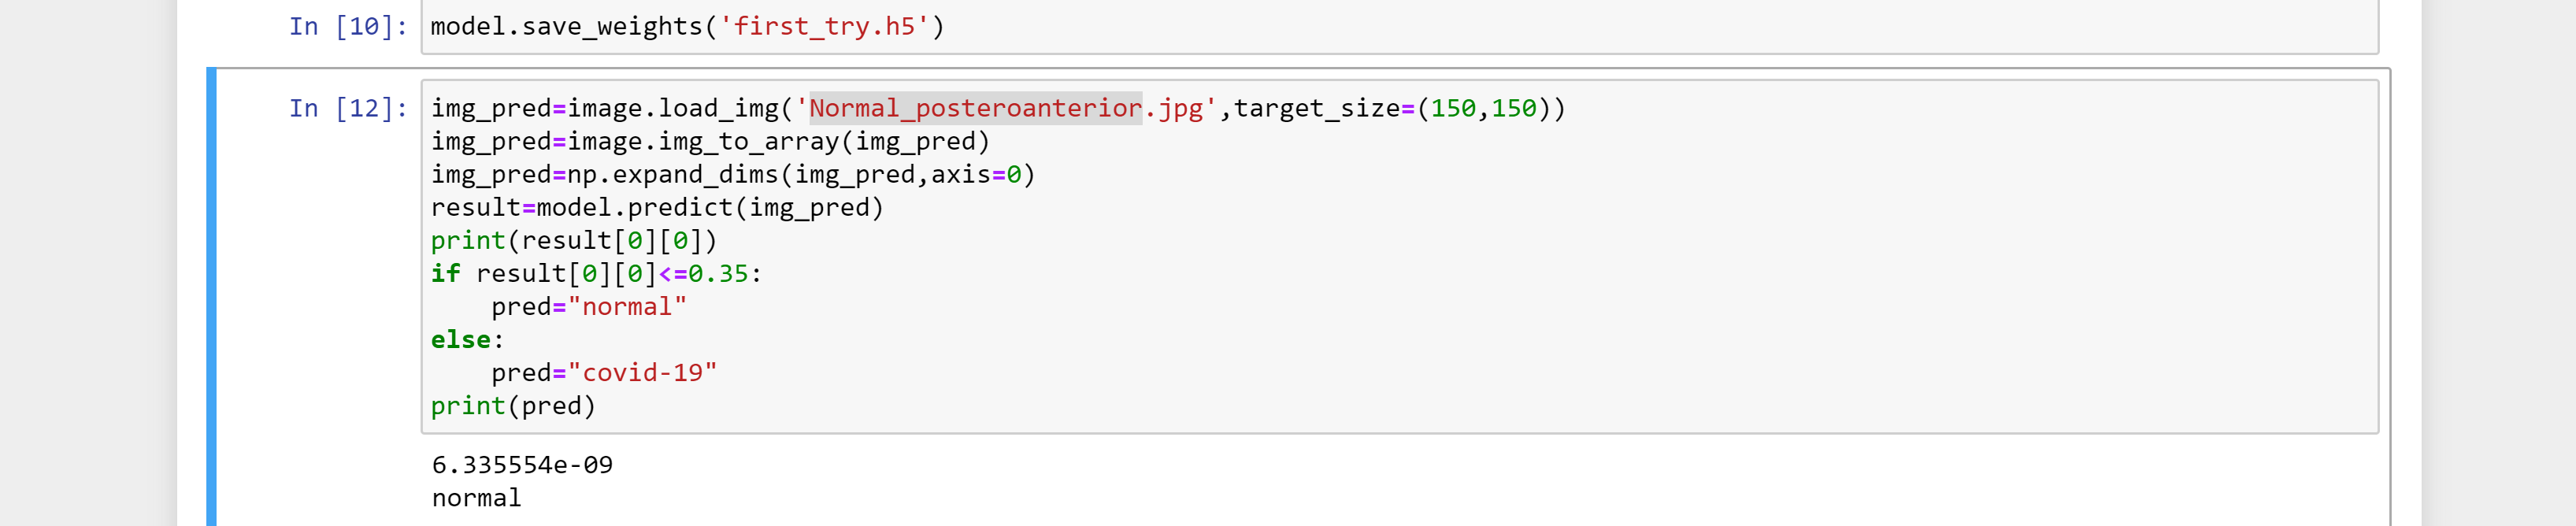 In [10]: model.save_weights('first_try.h5')
In [12]: img_pred=image.load_img('Normal_posteroanterior.jpg',target_size=(150,150))
img_pred=image.img_to_array(img_pred)
img_pred=np.expand_dims(img_pred,axis=0)
result=model.predict(img_pred)
print(result[0][0])
if result[0][0]<=0.35:
    pred="normal"
else:
    pred="covid-19"
print(pred)
6.335554e-09
normal